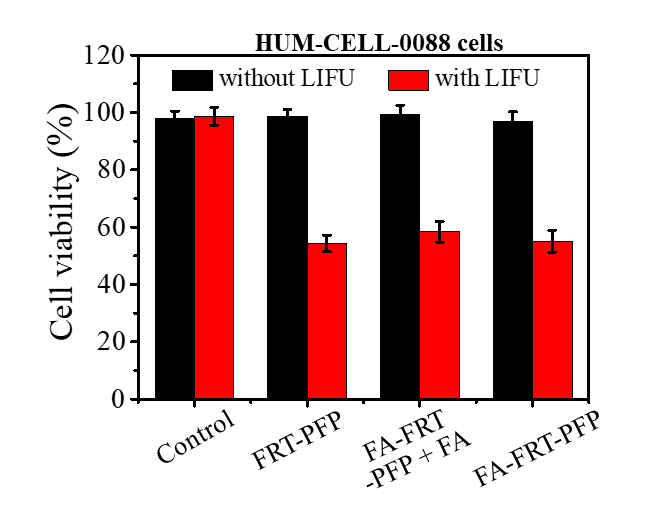 HUM-CELL-0088 cells
without LIFU
with LIFU
Cell viability (%)
120
100
80
60
40
20
0
Control
FRT-PFP
FA-FRT
-PFP + FA
FA-FRT-PFP